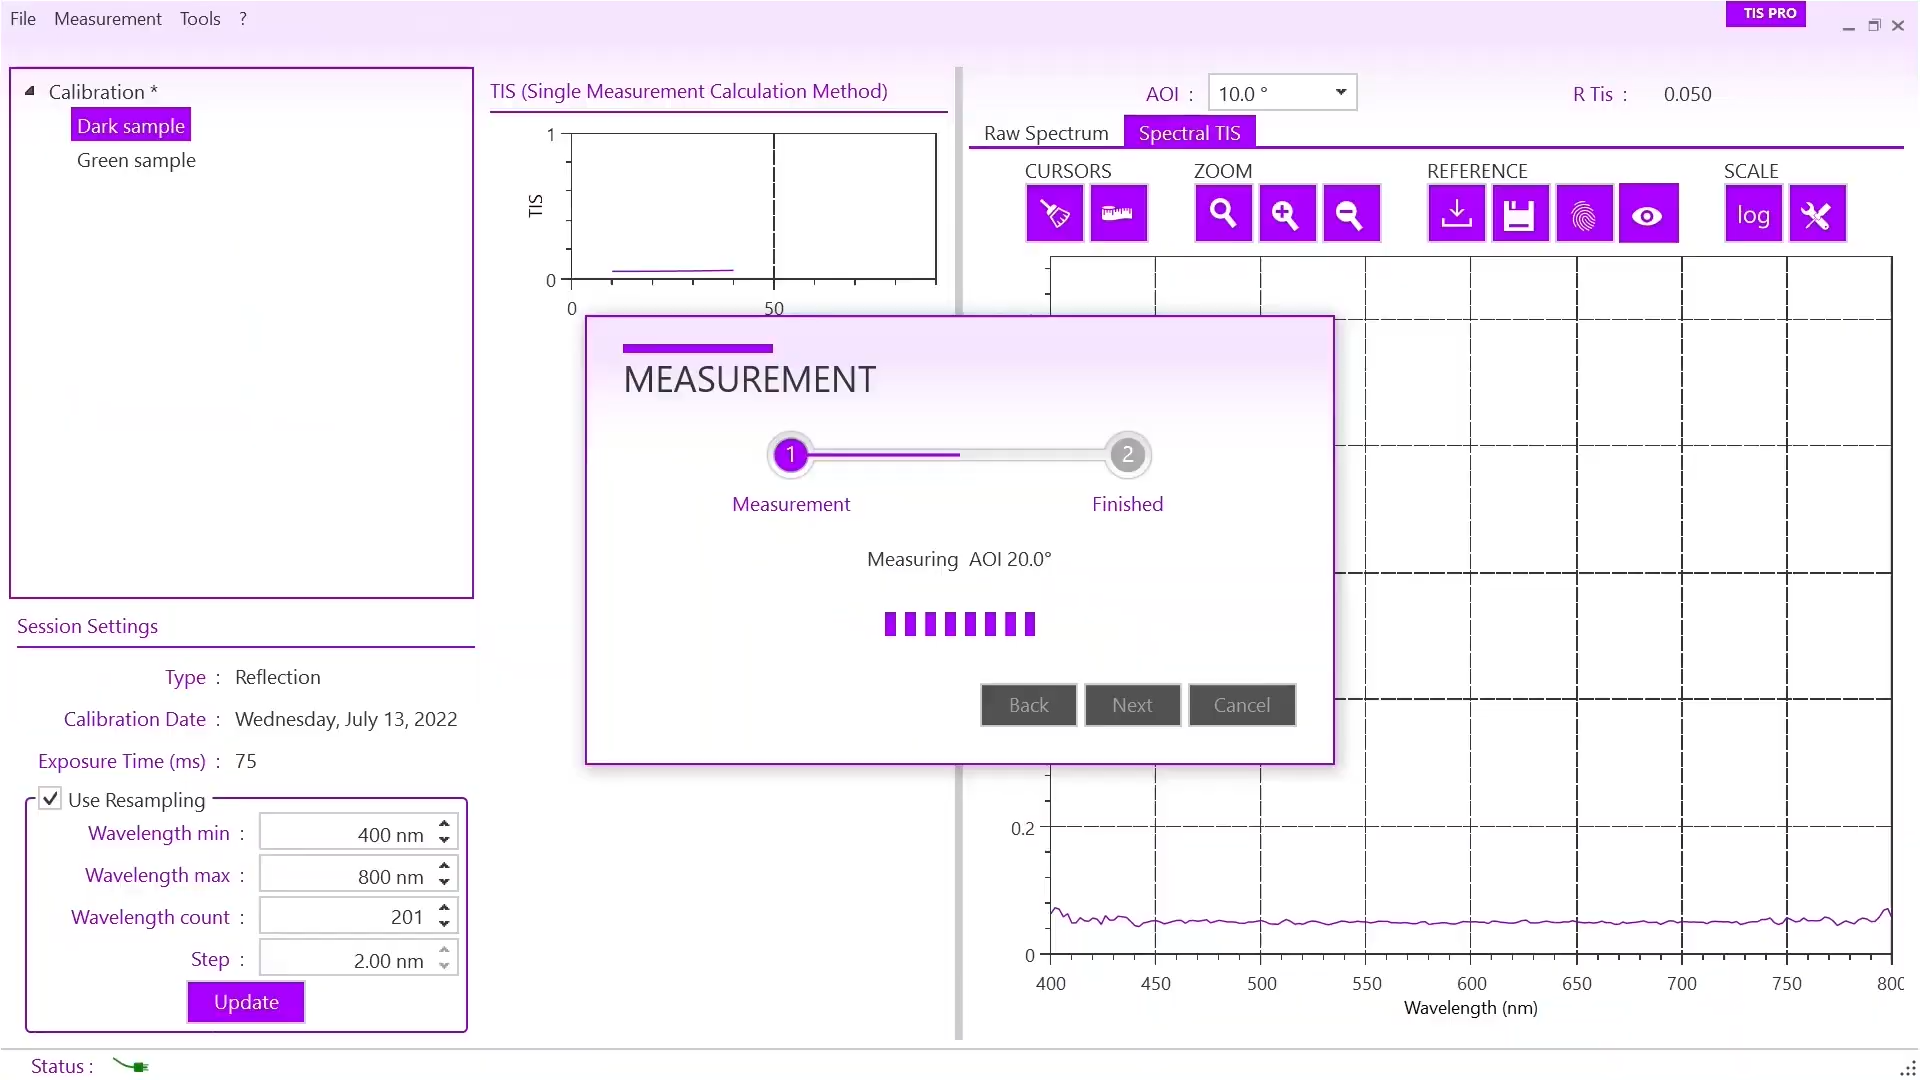 File Measurement Tools ?
TIS PRO
Calibration *
Dark sample
Green sample
TIS (Single Measurement Calculation Method)
1
TIS
0
0 50
AOI : 10.0 °
R Tis : 0.050
Raw Spectrum Spectral TIS
CURSORS ZOOM REFERENCE SCALE
log
MEASUREMENT
1 2
Measurement Finished
Measuring AOI 20.0°
Back Next Cancel
Session Settings
Type : Reflection
Calibration Date : Wednesday, July 13, 2022
Exposure Time (ms) : 75
Use Resampling
Wavelength min : 400 nm
Wavelength max : 800 nm
Wavelength count : 201
Step : 2.00 nm
Update
0.2
0
400 450 500 550 600 650 700 750 800
Wavelength (nm)
Status :